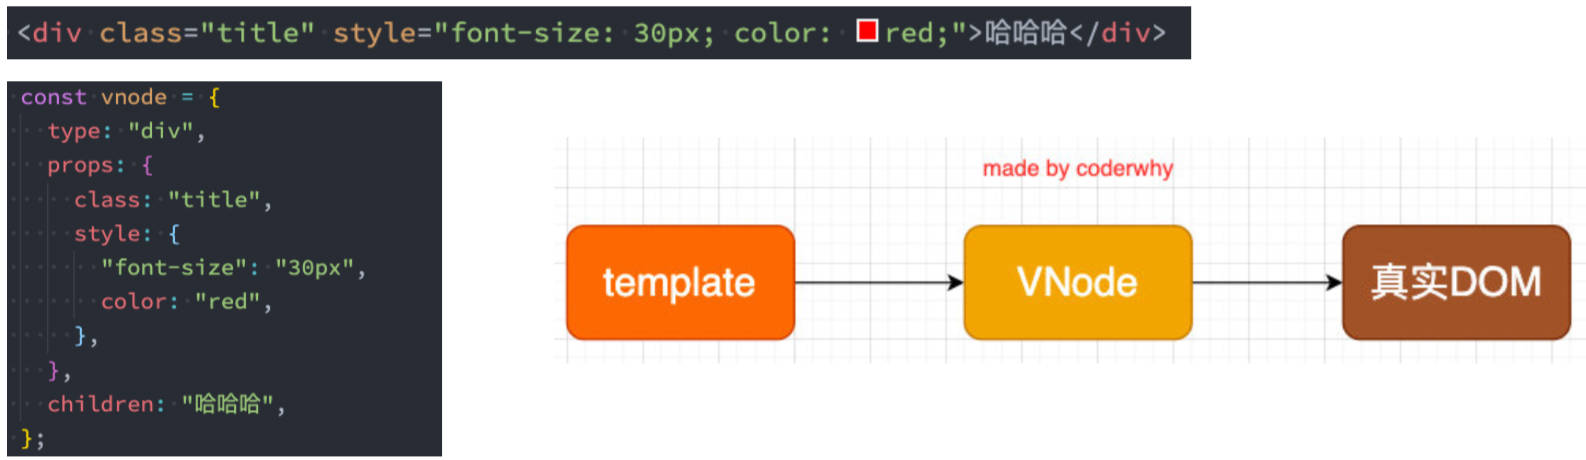 <div class="title" style="font-size: 30px; color: red;">哈哈哈</div>
const vnode = {
  type: "div",
  props: {
    class: "title",
    style: {
      "font-size": "30px",
      color: "red",
    },
  },
  children: "哈哈哈",
};
made by coderwhy
template
VNode
真实DOM